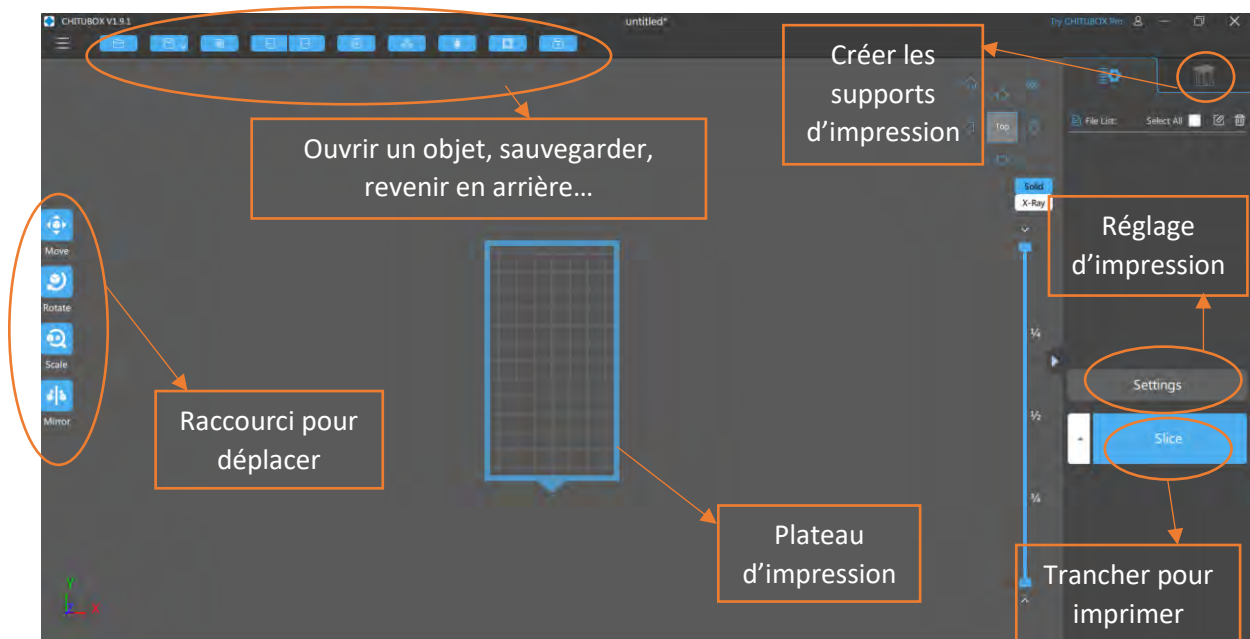 CHITUBOX V1.9.1
untitled*
Try CHITUBOX Pro
Créer les
supports
d'impression
File List:
Select All
Ouvrir un objet, sauvegarder,
revenir en arrière…
Top
Solid
X-Ray
Réglage
d'impression
Move
Rotate
Scale
Mirror
Raccourci pour
déplacer
¼
½
¾
Settings
Slice
Plateau
d'impression
Trancher pour
imprimer
Y
X